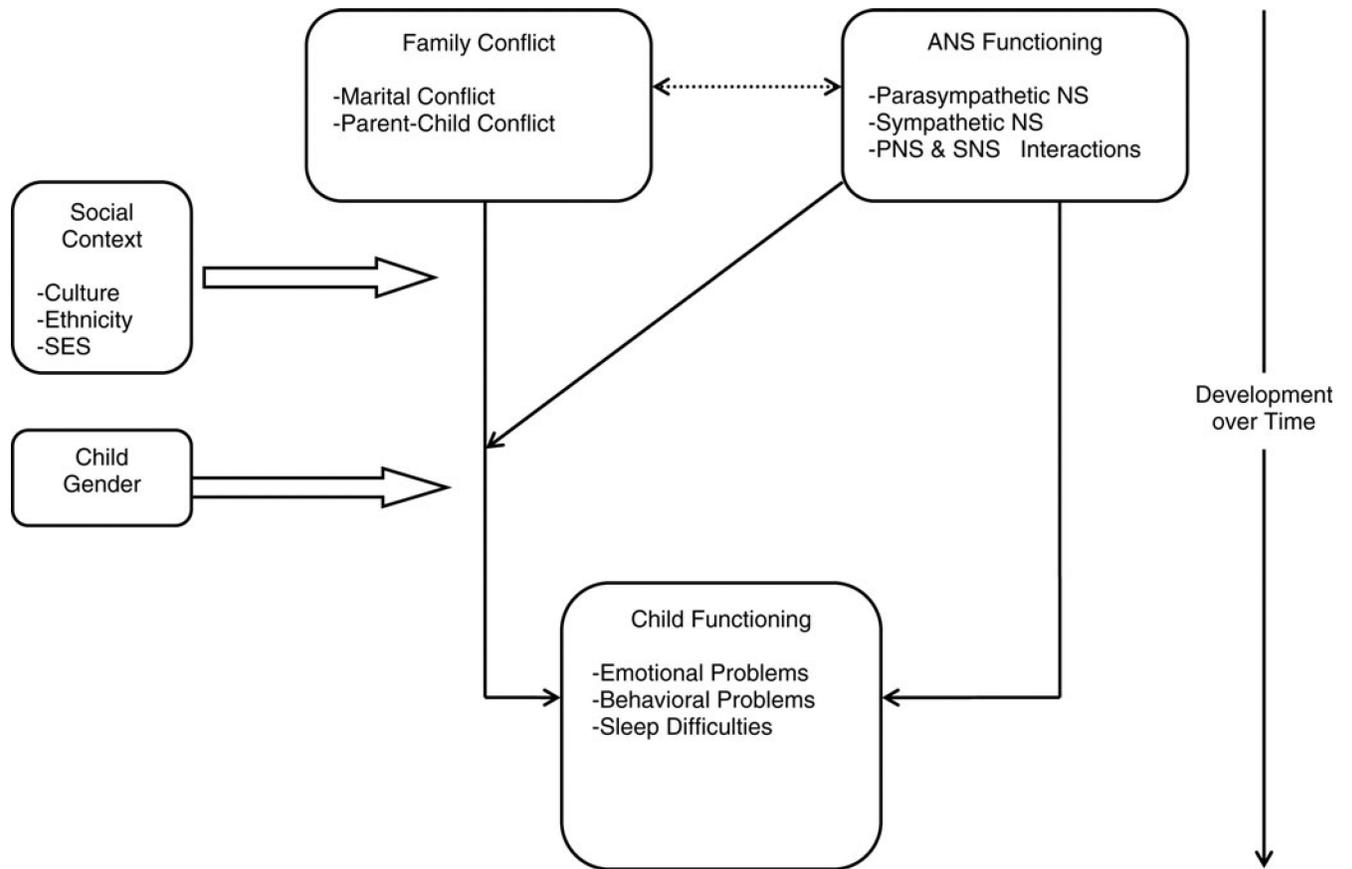 Family Conflict
-Marital Conflict
-Parent-Child Conflict
ANS Functioning
-Parasympathetic NS
-Sympathetic NS
-PNS & SNS Interactions
Social
Context
-Culture
-Ethnicity
-SES
Development
over Time
Child
Gender
Child Functioning
-Emotional Problems
-Behavioral Problems
-Sleep Difficulties